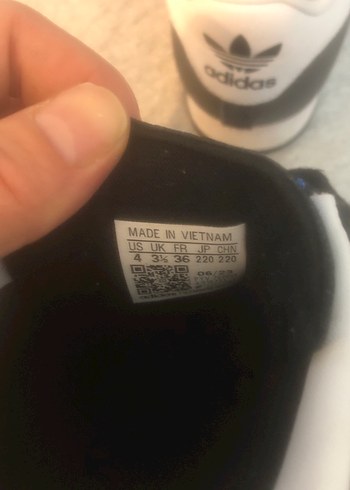 adidas
MADE IN VIETNAM
US UK FR JP CHN
4 3½ 36 220 220